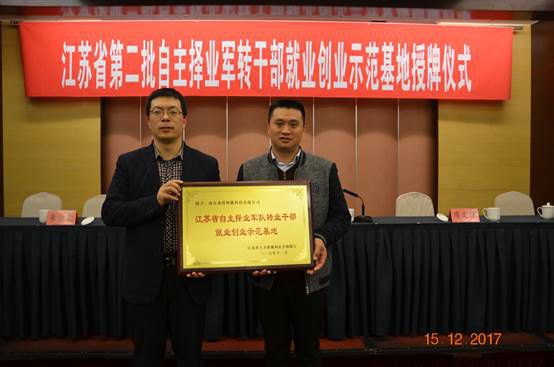 江苏省第二批自主择业军转干部就业创业示范基地授牌仪式
江苏省自主择业军队转业干部
就业创业示范基地
15.12.2017